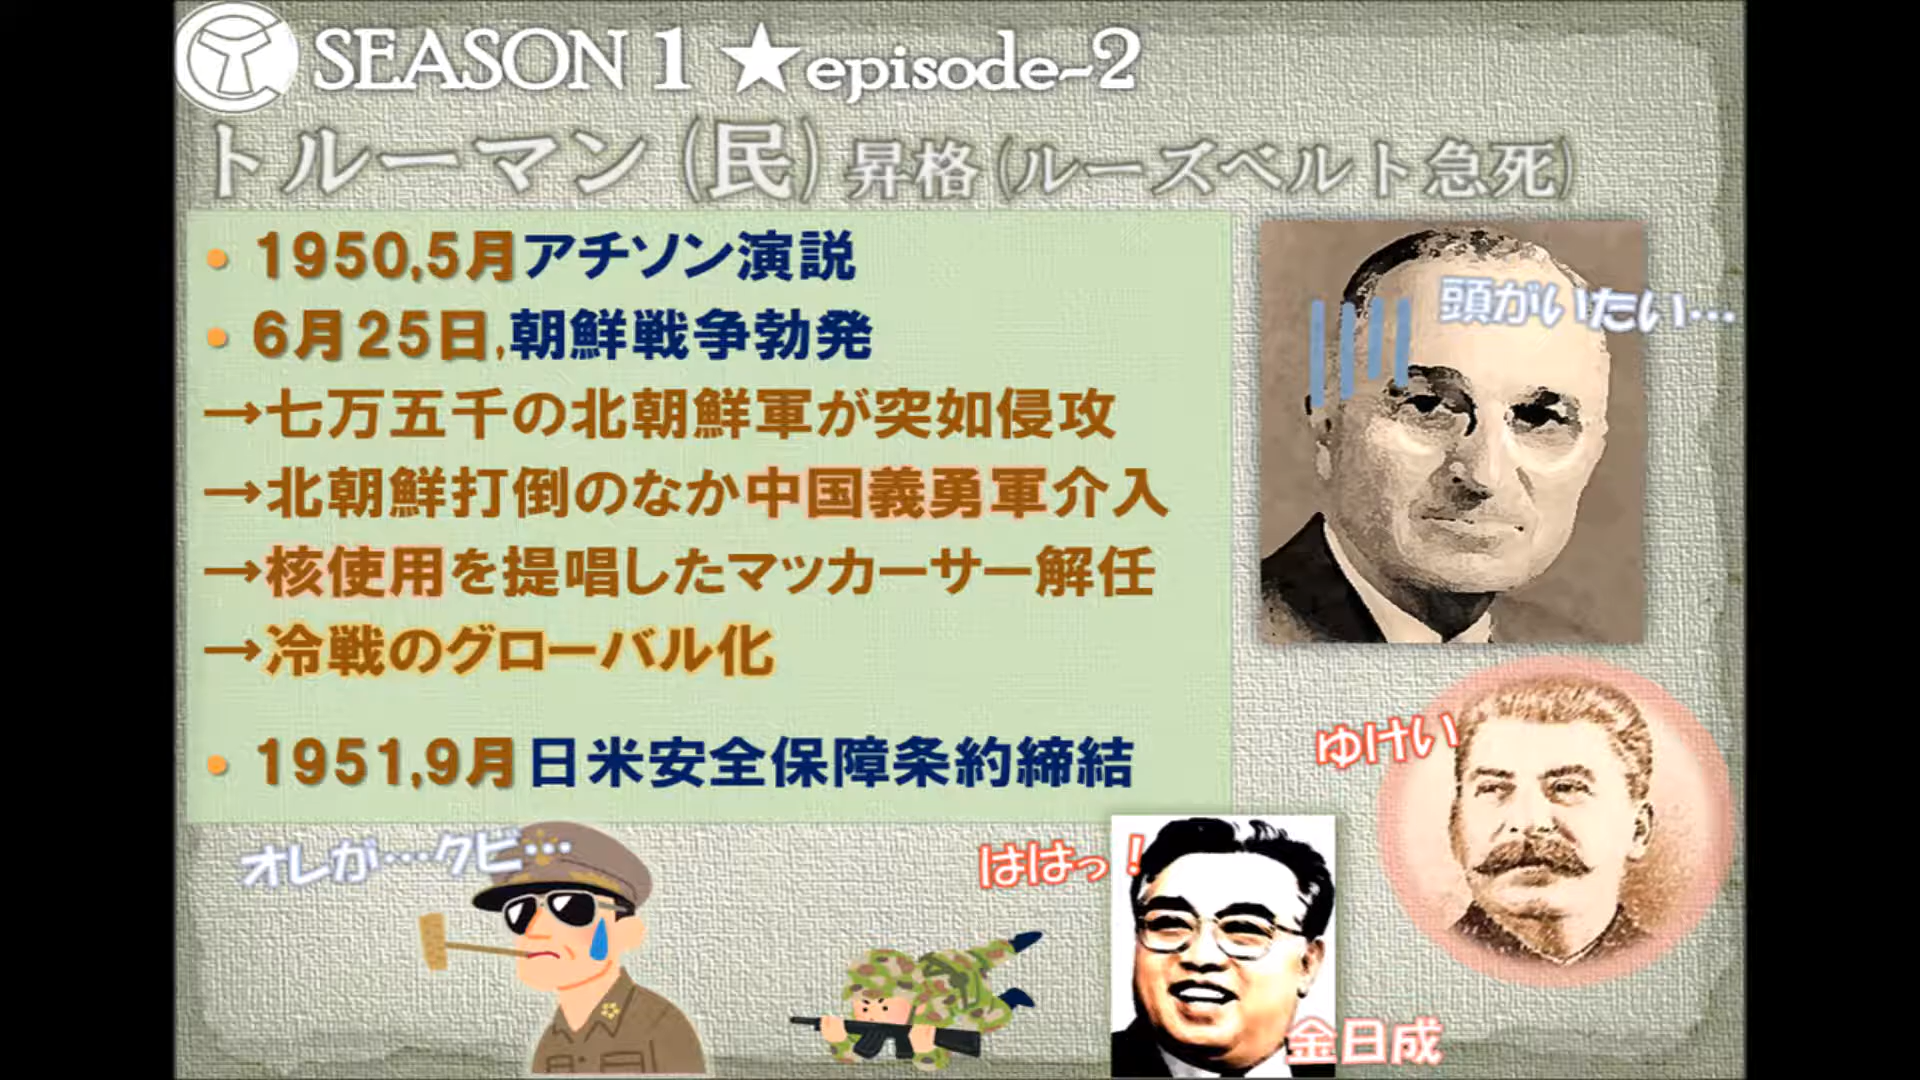 SEASON 1 ★episode-2
トルーマン(民)昇格(ルーズベルト急死)
• 1950,5月アチソン演説
• 6月25日,朝鮮戦争勃発
→七万五千の北朝鮮軍が突如侵攻
→北朝鮮打倒のなか中国義勇軍介入
→核使用を提唱したマッカーサー解任
→冷戦のグローバル化
• 1951,9月日米安全保障条約締結
頭がいたい…
ゆけい
オレが…クビ…
ははっ！
金日成